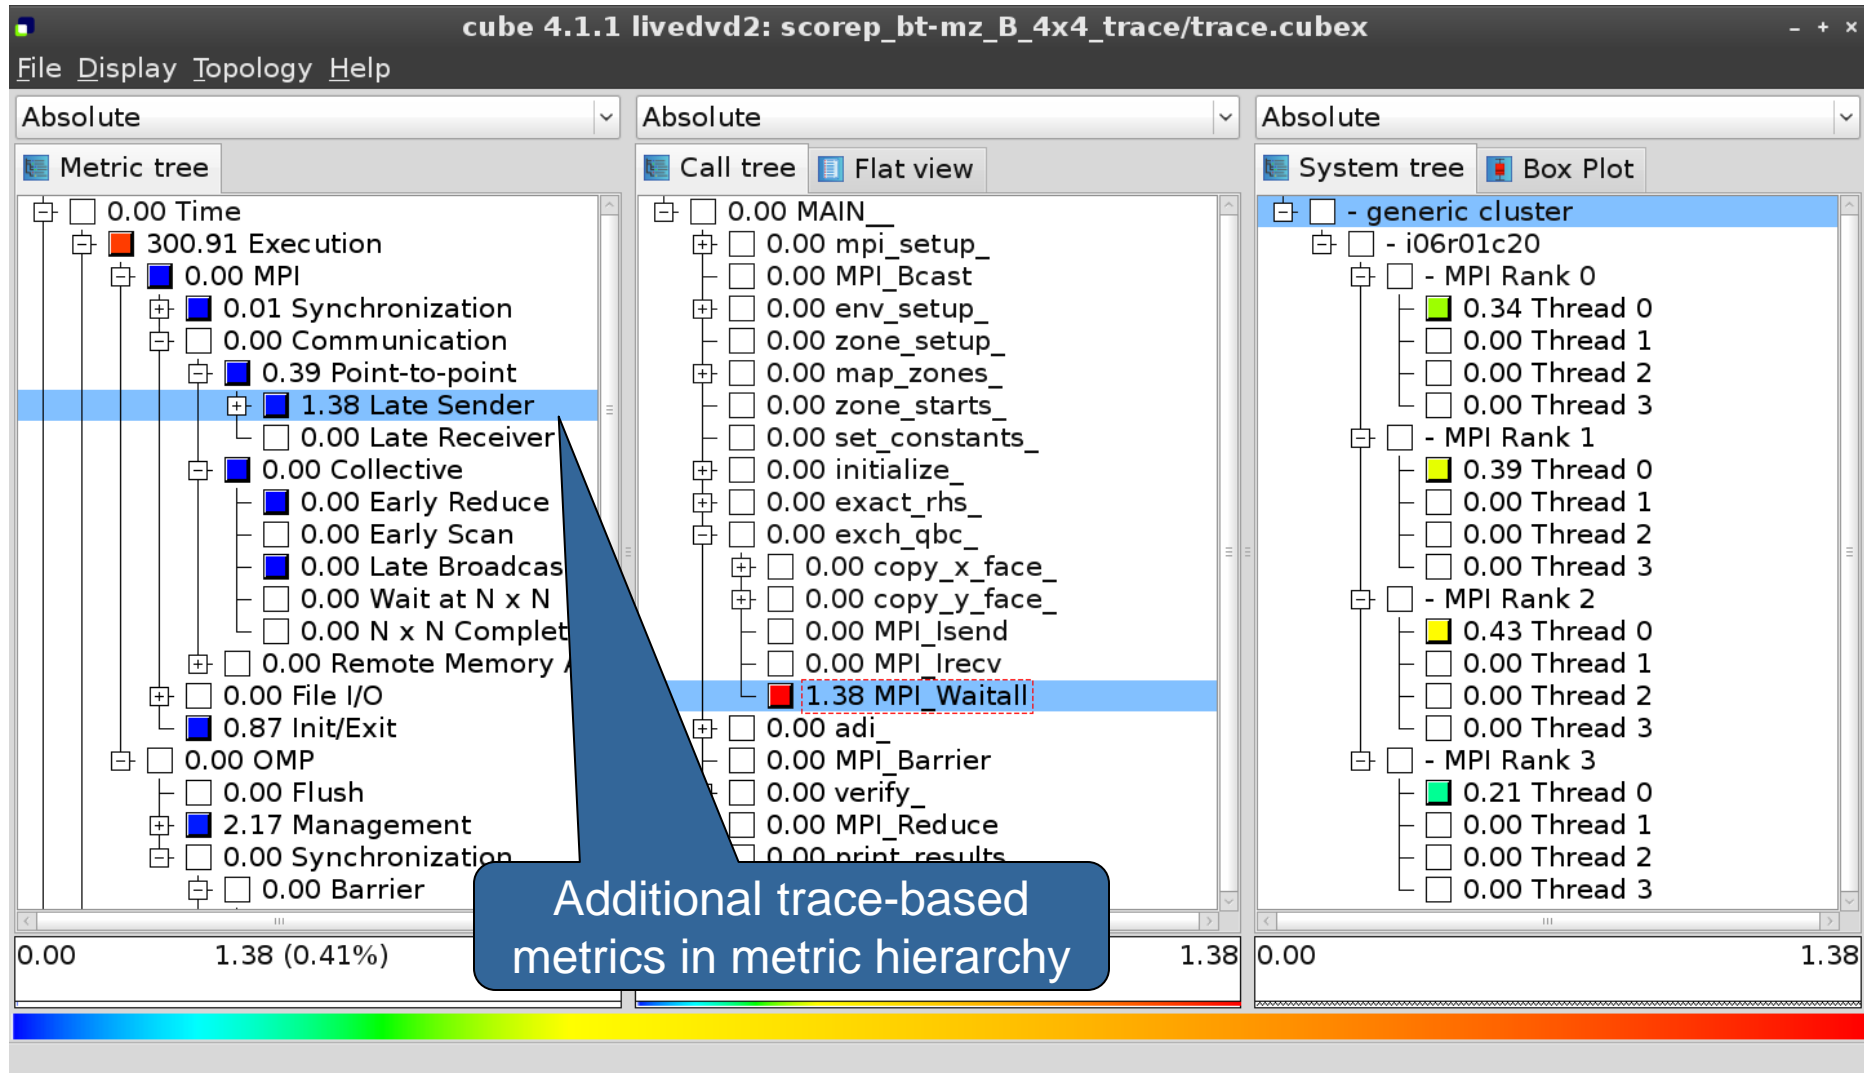 cube 4.1.1 livedvd2: scorep_bt-mz_B_4x4_trace/trace.cubex
File Display Topology Help
Absolute
Metric tree
0.00 Time
300.91 Execution
0.00 MPI
0.01 Synchronization
0.00 Communication
0.39 Point-to-point
1.38 Late Sender
0.00 Late Receiver
0.00 Collective
0.00 Early Reduce
0.00 Early Scan
0.00 Late Broadcas
0.00 Wait at N x N
0.00 N x N Complet
0.00 Remote Memory
0.00 File I/O
0.87 Init/Exit
0.00 OMP
0.00 Flush
2.17 Management
0.00 Synchronization
0.00 Barrier
0.00 1.38 (0.41%)
Absolute
Call tree Flat view
0.00 MAIN__
0.00 mpi_setup_
0.00 MPI_Bcast
0.00 env_setup_
0.00 zone_setup_
0.00 map_zones_
0.00 zone_starts_
0.00 set_constants_
0.00 initialize_
0.00 exact_rhs_
0.00 exch_qbc_
0.00 copy_x_face_
0.00 copy_y_face_
0.00 MPI_Isend
0.00 MPI_Irecv
1.38 MPI_Waitall
0.00 adi_
0.00 MPI_Barrier
0.00 verify_
0.00 MPI_Reduce
0.00 print_results_
1.38
Absolute
System tree Box Plot
- generic cluster
- i06r01c20
- MPI Rank 0
0.34 Thread 0
0.00 Thread 1
0.00 Thread 2
0.00 Thread 3
- MPI Rank 1
0.39 Thread 0
0.00 Thread 1
0.00 Thread 2
0.00 Thread 3
- MPI Rank 2
0.43 Thread 0
0.00 Thread 1
0.00 Thread 2
0.00 Thread 3
- MPI Rank 3
0.21 Thread 0
0.00 Thread 1
0.00 Thread 2
0.00 Thread 3
0.00 1.38
Additional trace-based
metrics in metric hierarchy